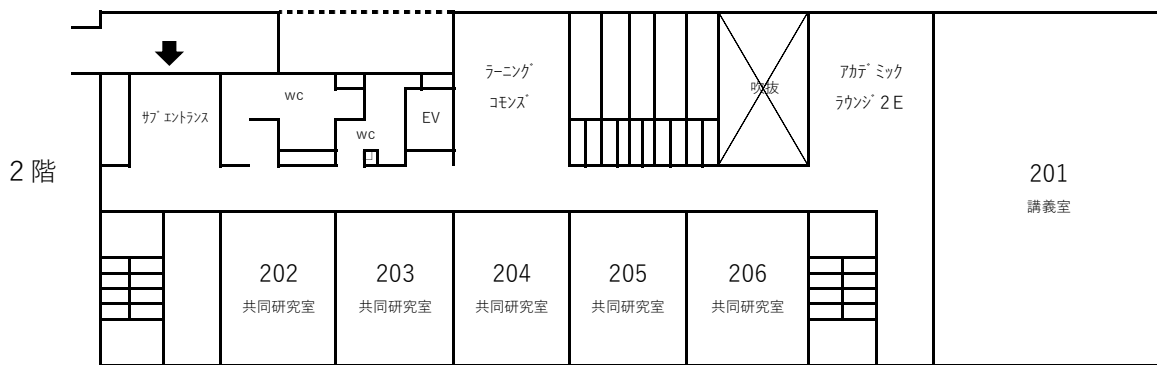 2階
サブエントランス
wc
wc
EV
ラーニング
コモンズ
吹抜
アカデミック
ラウンジ2E
201
講義室
202
共同研究室
203
共同研究室
204
共同研究室
205
共同研究室
206
共同研究室